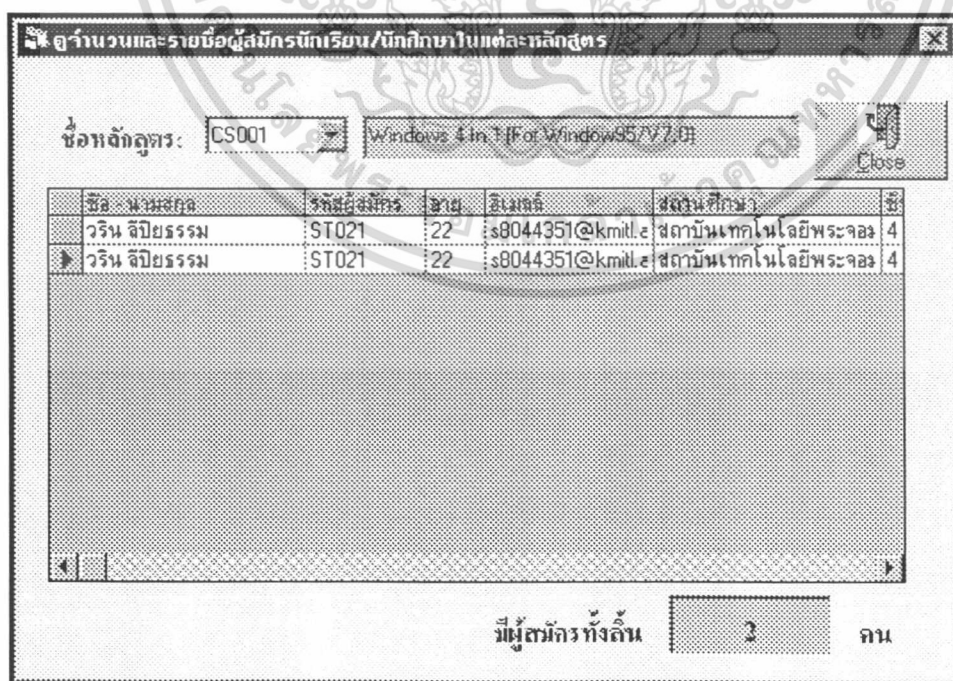 ดูจำนวนและรายชื่อผู้สมัครนักเรียน/นักศึกษาในแต่ละหลักสูตร
ชื่อหลักสูตร: CS001 Windows 4 in 1 [For Window95/V7.0] Close
ชื่อ - นามสกุล รหัสผู้สมัคร อายุ อีเมลล์ สถานศึกษา
วริน ลีปิยธรรม ST021 22 s8044351@kmitl.a สถาบันเทคโนโลยีพระจอม 4
วริน ลีปิยธรรม ST021 22 s8044351@kmitl.a สถาบันเทคโนโลยีพระจอม 4
มีผู้สมัครทั้งสิ้น 2 คน